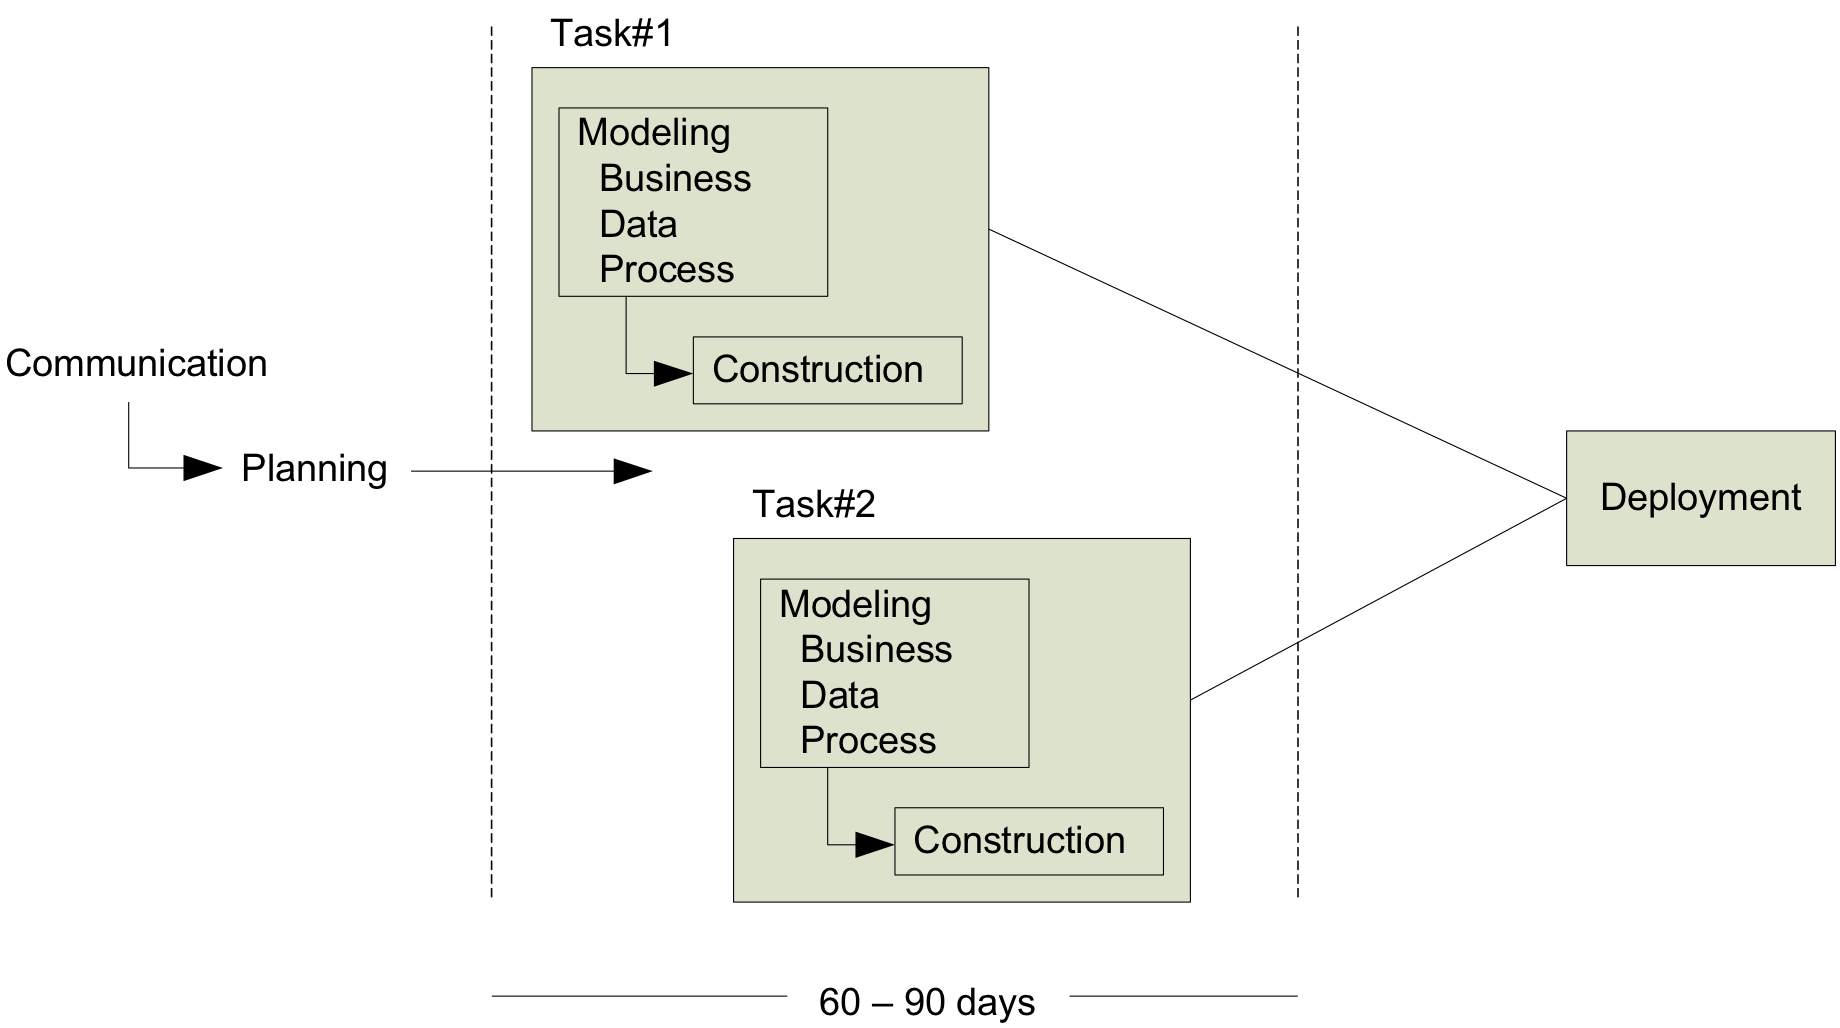 Task#1
Modeling
Business
Data
Process
Construction
Communication
Planning
Task#2
Modeling
Business
Data
Process
Construction
Deployment
60 – 90 days